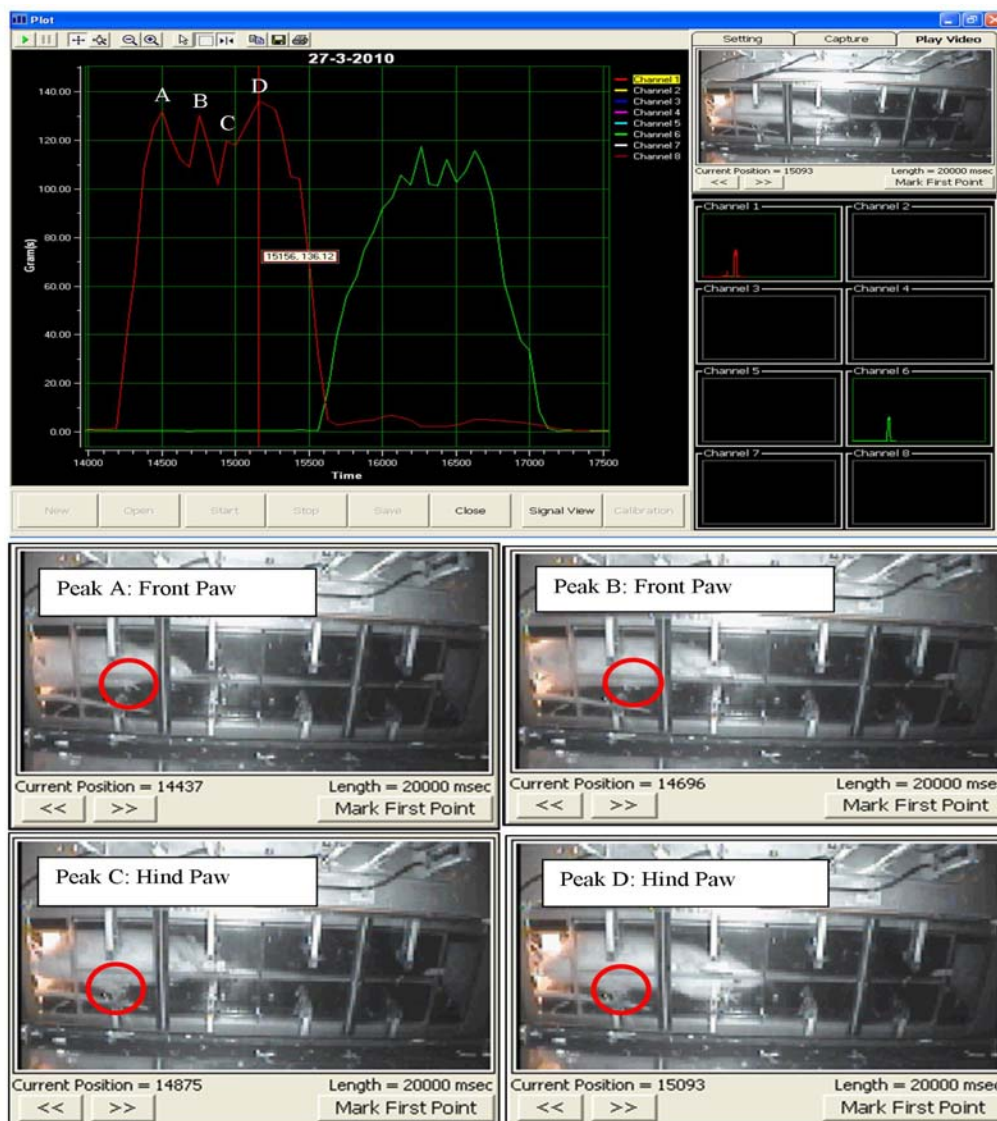 Plot
27-3-2010
A
B
C
D
140.00
120.00
100.00
80.00
60.00
40.00
20.00
0.00
Gram(s)
15156, 136.12
14000 14500 15000 15500 16000 16500 17000 17500
Time
Channel 1
Channel 2
Channel 3
Channel 4
Channel 5
Channel 6
Channel 7
Channel 8
New Open Start Stop Save Close Signal View Calibration
Setting Capture Play Video
Current Position = 15093 Length = 20000 msec
<< >> Mark First Point
Channel 1 Channel 2
Channel 3 Channel 4
Channel 5 Channel 6
Channel 7 Channel 8
Peak A: Front Paw
Current Position = 14437 Length = 20000 msec
<< >> Mark First Point
Peak B: Front Paw
Current Position = 14696 Length = 20000 msec
<< >> Mark First Point
Peak C: Hind Paw
Current Position = 14875 Length = 20000 msec
<< >> Mark First Point
Peak D: Hind Paw
Current Position = 15093 Length = 20000 msec
<< >> Mark First Point